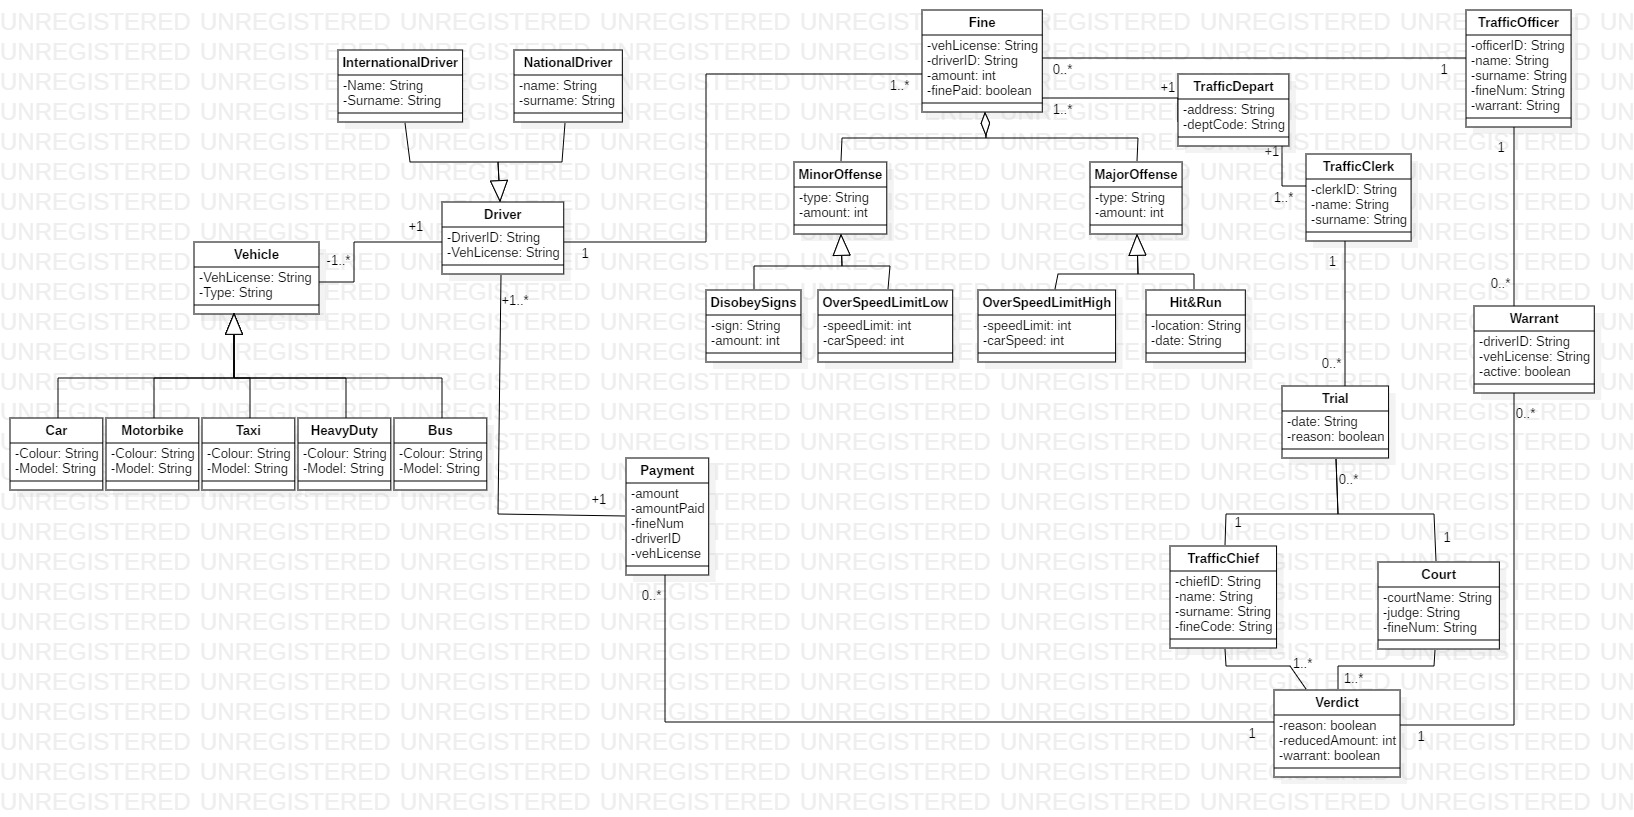 Fine
-vehLicense: String
-driverID: String
-amount: int
-finePaid: boolean
TrafficOfficer
-officerID: String
-name: String
-surname: String
-fineNum: String
-warrant: String
InternationalDriver
-Name: String
-Surname: String
NationalDriver
-name: String
-surname: String
0..*
1
1..*
+1
1..*
TrafficDepart
-address: String
-deptCode: String
+1
1..*
1
TrafficClerk
-clerkID: String
-name: String
-surname: String
MinorOffense
-type: String
-amount: int
MajorOffense
-type: String
-amount: int
Driver
-DriverID: String
-VehLicense: String
+1
-1..*
1
+1..*
Vehicle
-VehLicense: String
-Type: String
DisobeySigns
-sign: String
-amount: int
OverSpeedLimitLow
-speedLimit: int
-carSpeed: int
OverSpeedLimitHigh
-speedLimit: int
-carSpeed: int
Hit&Run
-location: String
-date: String
1
0..*
0..*
Warrant
-driverID: String
-vehLicense: String
-active: boolean
0..*
Trial
-date: String
-reason: boolean
0..*
Car
-Colour: String
-Model: String
Motorbike
-Colour: String
-Model: String
Taxi
-Colour: String
-Model: String
HeavyDuty
-Colour: String
-Model: String
Bus
-Colour: String
-Model: String
Payment
-amount
-amountPaid
-fineNum
-driverID
-vehLicense
+1
0..*
1
1
TrafficChief
-chiefID: String
-name: String
-surname: String
-fineCode: String
Court
-courtName: String
-judge: String
-fineNum: String
1..*
1..*
Verdict
-reason: boolean
-reducedAmount: int
-warrant: boolean
1
1
UNREGISTERED